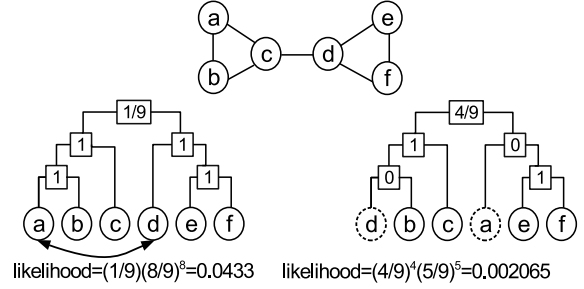 a e
c d
b f
1/9 4/9
1 1 1 0
1 1 0 1
a b c d e f d b c a e f
likelihood=(1/9)(8/9)⁸=0.0433 likelihood=(4/9)⁴(5/9)⁵=0.002065